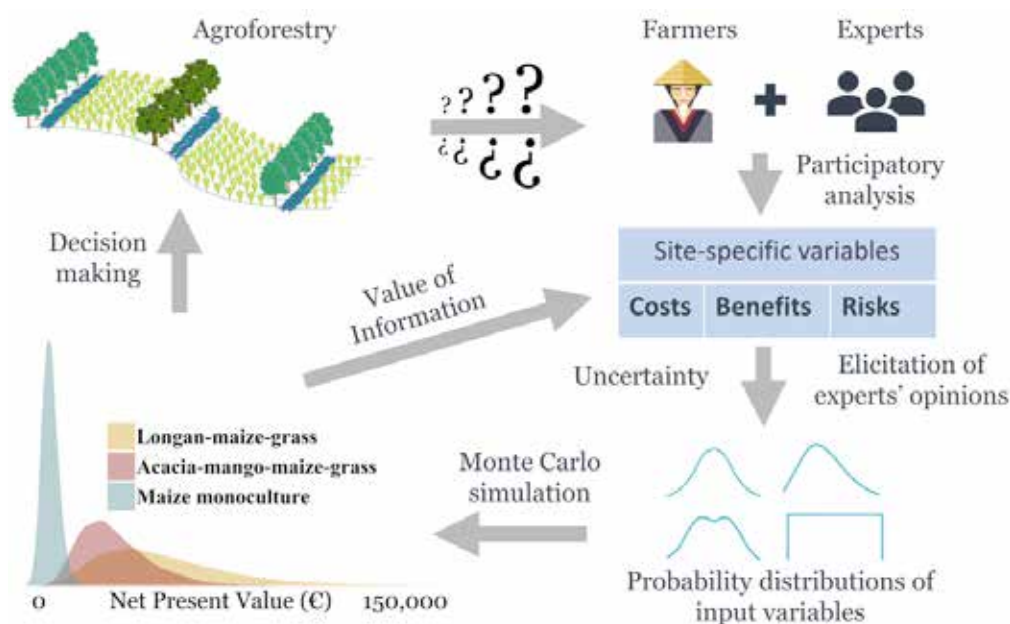 Agroforestry
? ? ? ?
¿ ¿ ¿ ¿
Farmers
Experts
Participatory
analysis
Site-specific variables
Costs Benefits Risks
Decision
making
Value of
Information
Uncertainty
Elicitation of
experts' opinions
Longan-maize-grass
Acacia-mango-maize-grass
Maize monoculture
Monte Carlo
simulation
0 Net Present Value (€) 150,000
Probability distributions of
input variables